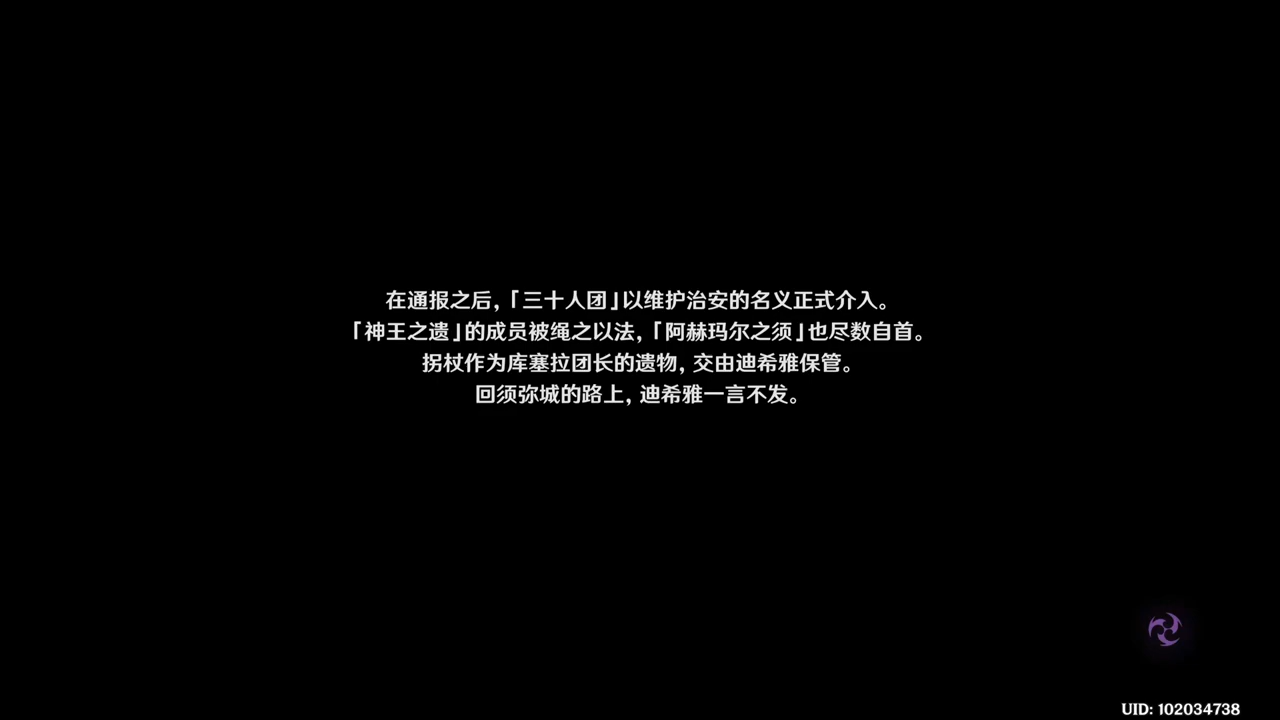 在通报之后，「三十人团」以维护治安的名义正式介入。
「神王之遗」的成员被绳之以法，「阿赫玛尔之须」也尽数自首。
拐杖作为库塞拉团长的遗物，交由迪希雅保管。
回须弥城的路上，迪希雅一言不发。
UID: 102034738